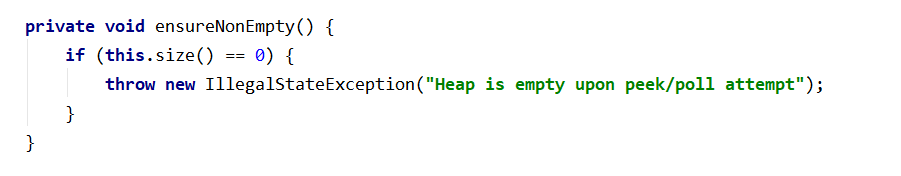 private void ensureNonEmpty() {
    if (this.size() == 0) {
        throw new IllegalStateException("Heap is empty upon peek/poll attempt");
    }
}